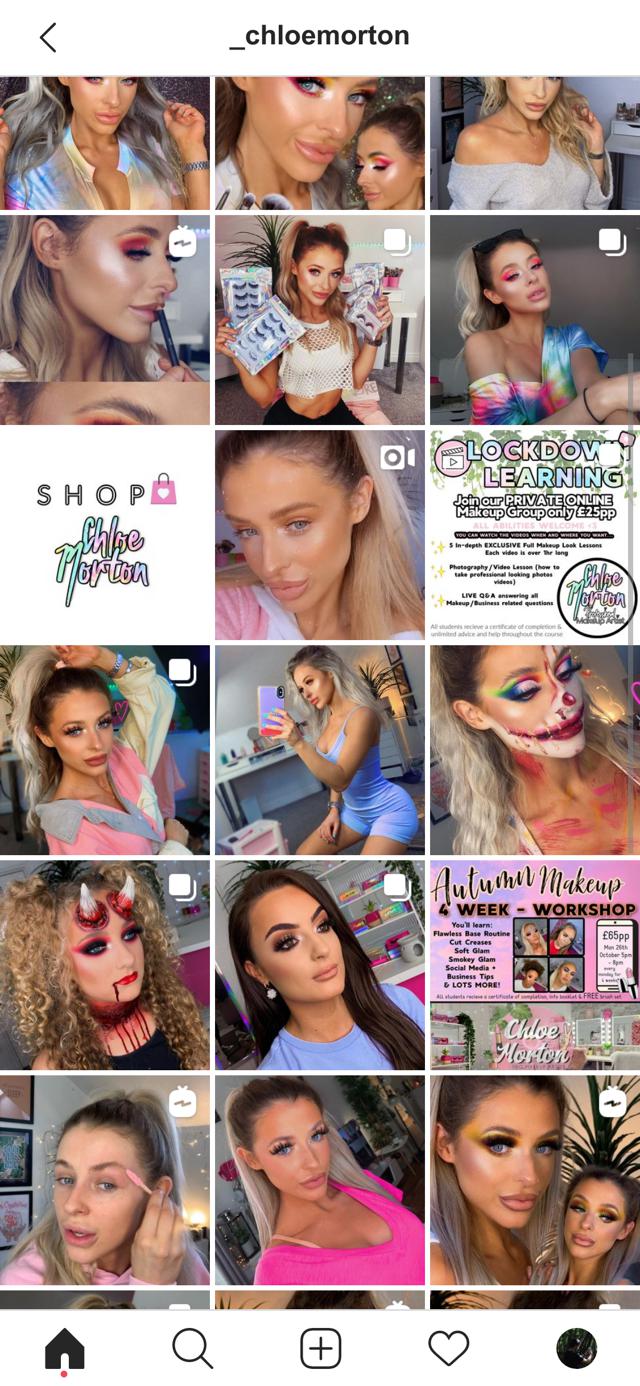 _chloemorton
SHOP
Chloe
Morton
LOCKDOWN
LEARNING
Join our PRIVATE ONLINE
Makeup Group only £25pp
ALL ABILITIES WELCOME <3
YOU CAN WATCH THE VIDEOS WHEN AND WHERE YOU WANT...
5 In-depth EXCLUSIVE Full Makeup Look Lessons
Each video is over 1hr long
Photography/Video Lesson (how to
take professional looking photos
videos)
LIVE Q&A answering all
Makeup/Business related questions
Chloe
Morton
Makeup Artist
All students recieve a certificate of completion &
unlimited advice and help throughout the course
Autumn Makeup
4 WEEK - WORKSHOP
You'll learn:
Flawless Base Routine
Cut Creases
Soft Glam
Smokey Glam
Social Media +
Business Tips
& LOTS MORE!
£65pp
Mon 26th
October 5pm
- 8pm
every
monday for
4 weeks
All students recieve a certificate of completion, info booklet & FREE brush set
Chloe
Morton